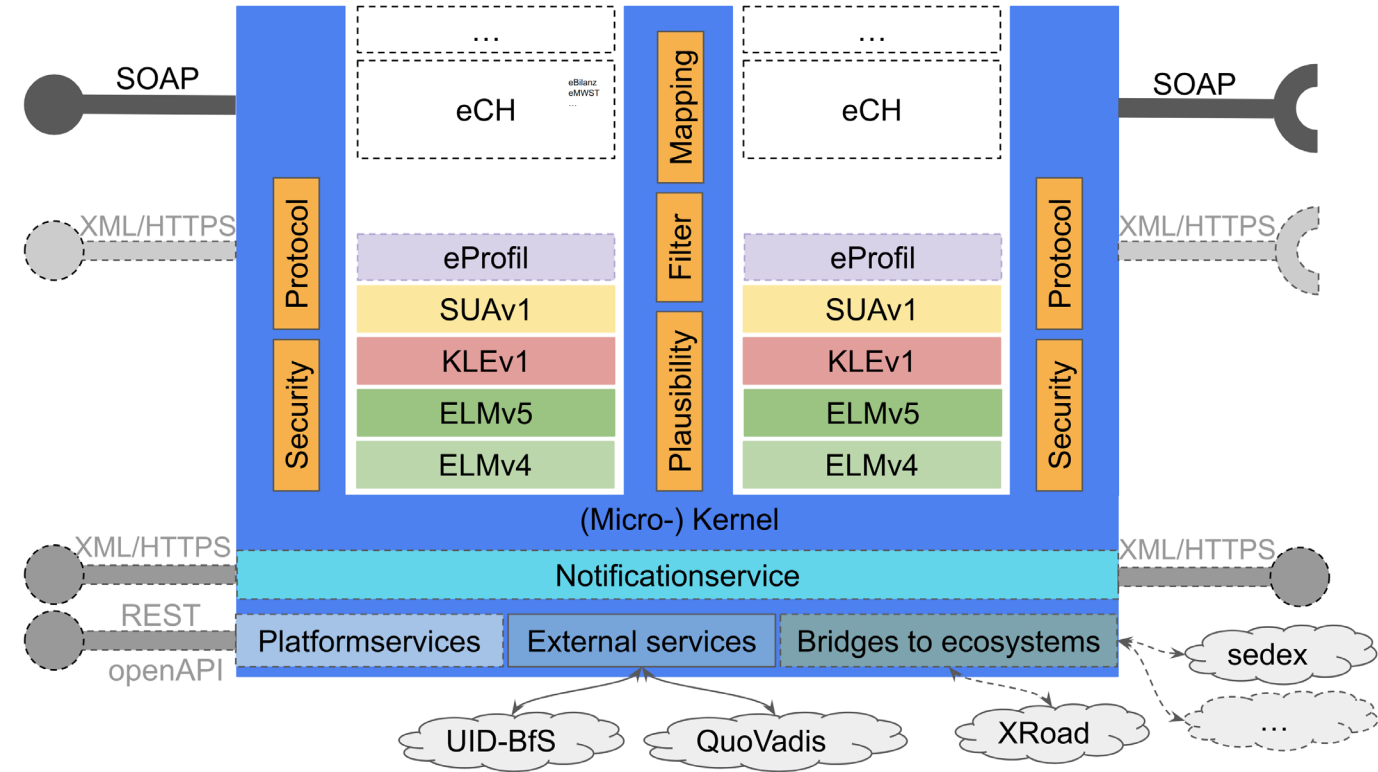 …
…
SOAP
eCH
eBilanz
eMWST
…
Mapping
eCH
SOAP
XML/HTTPS
Protocol
eProfil
Filter
eProfil
Protocol
XML/HTTPS
SUAv1
SUAv1
Security
KLEv1
Plausibility
KLEv1
Security
ELMv5
ELMv5
ELMv4
ELMv4
(Micro-) Kernel
XML/HTTPS
Notificationservice
XML/HTTPS
REST
openAPI
Platformservices
External services
Bridges to ecosystems
sedex
UID-BfS
QuoVadis
XRoad
…